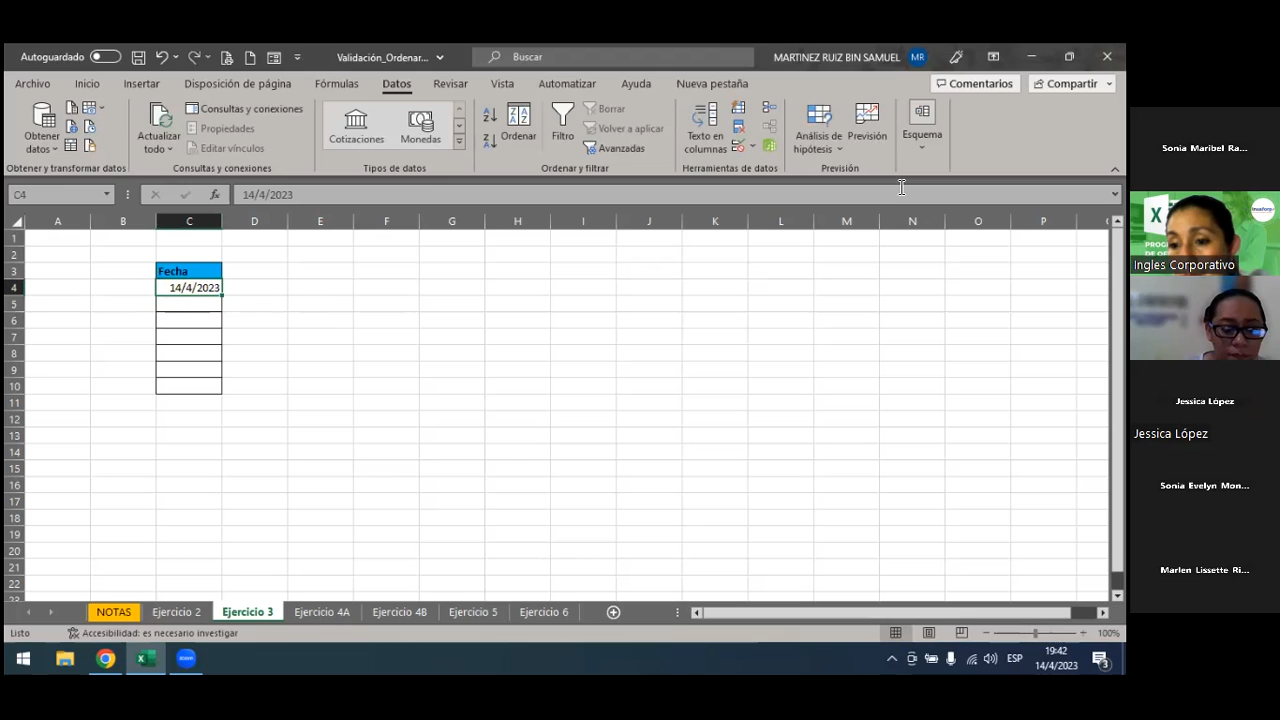 Autoguardado
Validación_Ordenar...
Buscar
MARTINEZ RUIZ BIN SAMUEL MR
Archivo Inicio Insertar Disposición de página Fórmulas Datos Revisar Vista Automatizar Ayuda Nueva pestaña Comentarios Compartir
Obtener datos
Actualizar todo
Consultas y conexiones
Propiedades
Editar vínculos
Cotizaciones Monedas
Ordenar
Filtro
Borrar
Volver a aplicar
Avanzadas
Texto en columnas
Análisis de hipótesis
Previsión
Esquema
Obtener y transformar datos Consultas y conexiones Tipos de datos Ordenar y filtrar Herramientas de datos Previsión
C4 fx 14/4/2023
A B C D E F G H I J K L M N O P
1
2
3 Fecha
4 14/4/2023
5
6
7
8
9
10
11
12
13
14
15
16
17
18
19
20
21
22
NOTAS Ejercicio 2 Ejercicio 3 Ejercicio 4A Ejercicio 4B Ejercicio 5 Ejercicio 6
Listo Accesibilidad: es necesario investigar 100%
zoom
ESP
19:42
14/4/2023
3
Sonia Maribel Ra...
Ingles Corporativo
Jessica López
Jessica López
Sonia Evelyn Mon...
Marlen Lissette Ri...